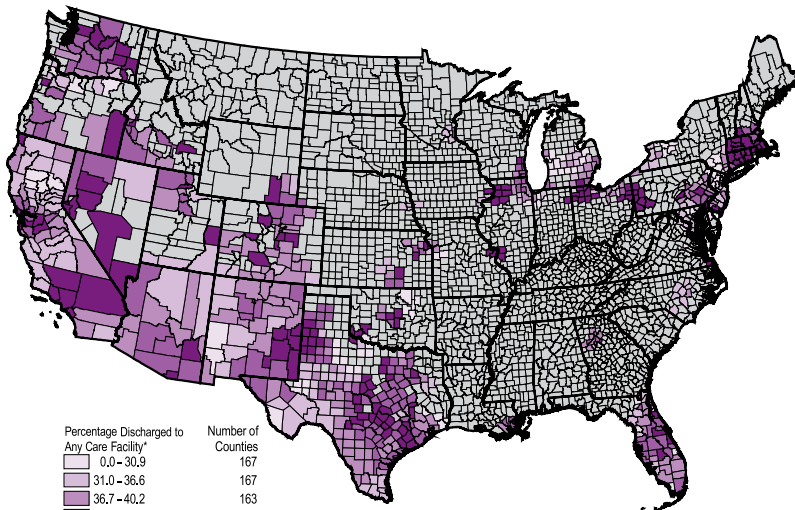 Percentage Discharged to Number of
Any Care Facility* Counties
0.0 – 30.9 167
31.0 – 36.6 167
36.7 – 40.2 163